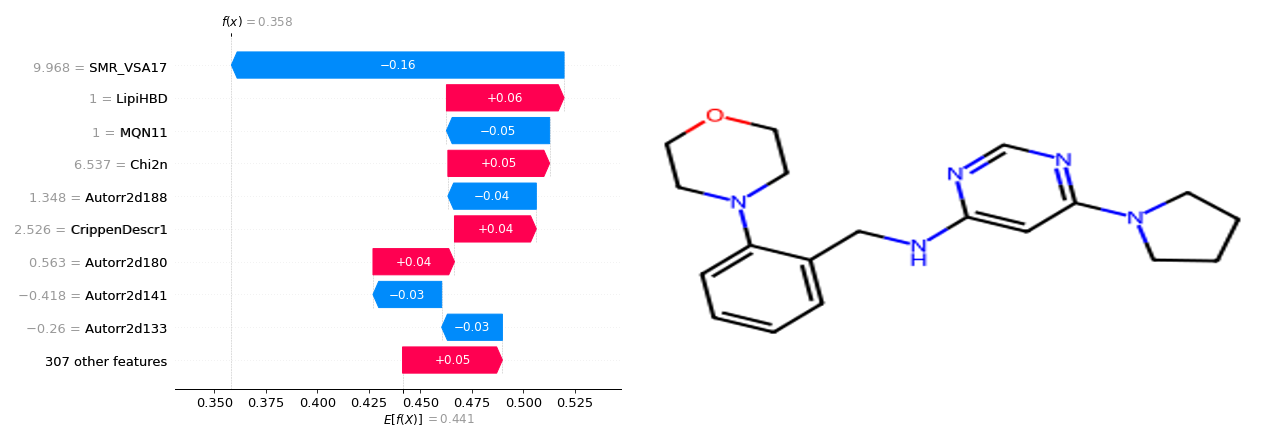 f(x) = 0.358
9.968 = SMR_VSA17
−0.16
1 = LipiHBD
+0.06
1 = MQN11
−0.05
6.537 = Chi2n
+0.05
1.348 = Autorr2d188
−0.04
2.526 = CrippenDescr1
+0.04
0.563 = Autorr2d180
+0.04
−0.418 = Autorr2d141
−0.03
−0.26 = Autorr2d133
−0.03
307 other features
+0.05
0.350 0.375 0.400 0.425 0.450 0.475 0.500 0.525
E[f(X)] = 0.441
O
N
N
N
N
N
H